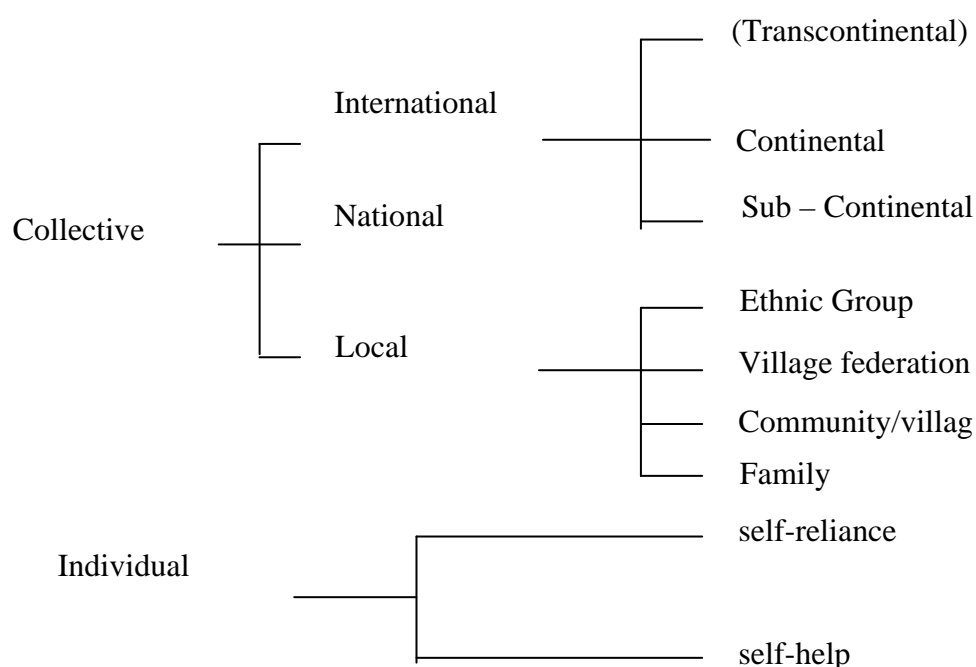 (Transcontinental)
International
Continental
Sub – Continental
National
Collective
Ethnic Group
Local
Village federation
Community/villag
Family
self-reliance
Individual
self-help